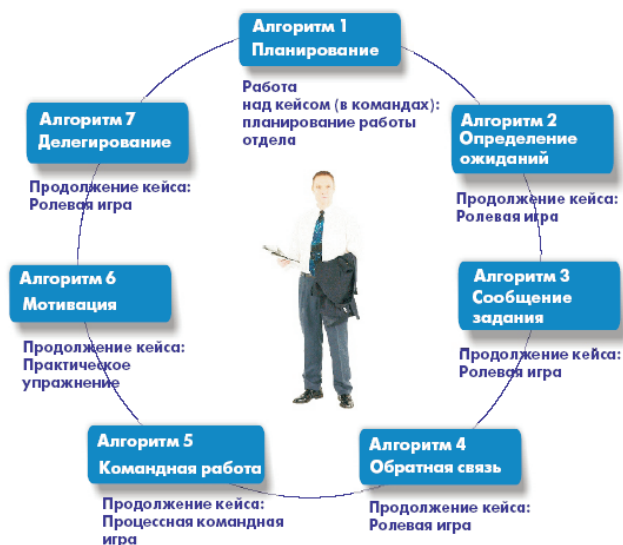 Алгоритм 1
Планирование
Работа
над кейсом (в командах):
планирование работы
отдела
Алгоритм 2
Определение
ожиданий
Продолжение кейса:
Ролевая игра
Алгоритм 3
Сообщение
задания
Продолжение кейса:
Ролевая игра
Алгоритм 4
Обратная связь
Продолжение кейса:
Ролевая игра
Алгоритм 5
Командная работа
Продолжение кейса:
Процессная командная
игра
Алгоритм 6
Мотивация
Продолжение кейса:
Практическое
упражнение
Алгоритм 7
Делегирование
Продолжение кейса:
Ролевая игра